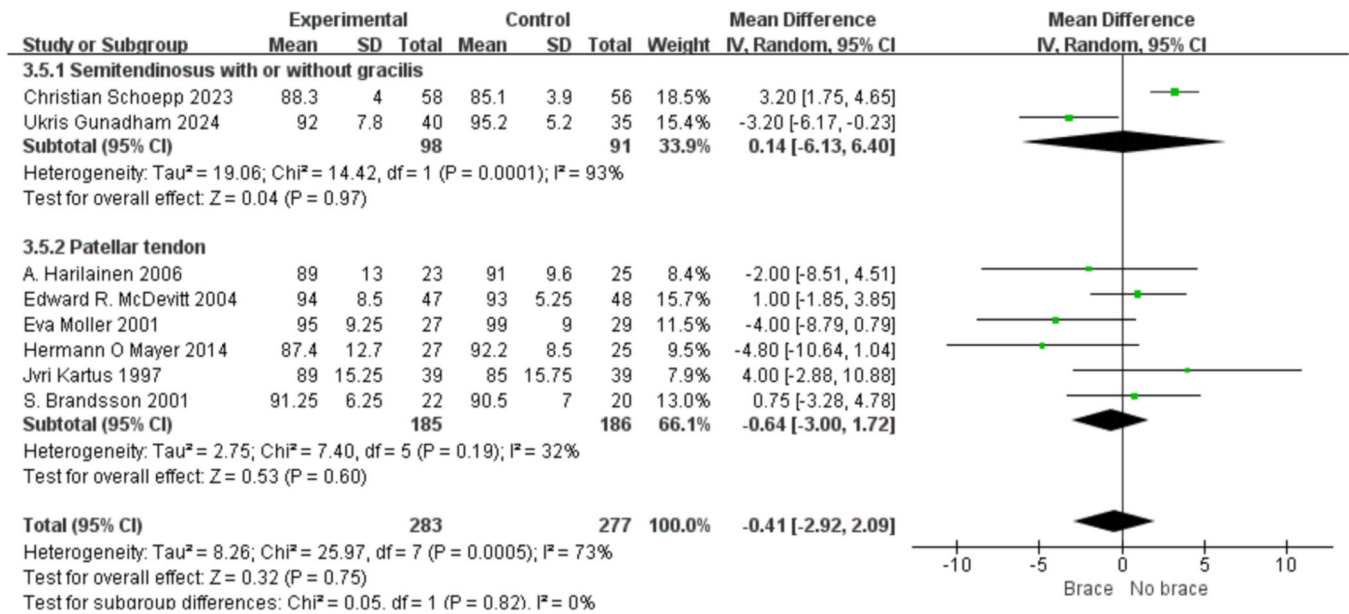 Experimental Control Mean Difference Mean Difference
Study or Subgroup Mean SD Total Mean SD Total Weight IV, Random, 95% CI IV, Random, 95% CI
3.5.1 Semitendinosus with or without gracilis
Christian Schoepp 2023 88.3 4 58 85.1 3.9 56 18.5% 3.20 [1.75, 4.65]
Ukris Gunadham 2024 92 7.8 40 95.2 5.2 35 15.4% -3.20 [-6.17, -0.23]
Subtotal (95% CI) 98 91 33.9% 0.14 [-6.13, 6.40]
Heterogeneity: Tau² = 19.06; Chi² = 14.42, df = 1 (P = 0.0001); I² = 93%
Test for overall effect: Z = 0.04 (P = 0.97)
3.5.2 Patellar tendon
A. Harilainen 2006 89 13 23 91 9.6 25 8.4% -2.00 [-8.51, 4.51]
Edward R. McDevitt 2004 94 8.5 47 93 5.25 48 15.7% 1.00 [-1.85, 3.85]
Eva Moller 2001 95 9.25 27 99 9 29 11.5% -4.00 [-8.79, 0.79]
Hermann O Mayer 2014 87.4 12.7 27 92.2 8.5 25 9.5% -4.80 [-10.64, 1.04]
Jvri Kartus 1997 89 15.25 39 85 15.75 39 7.9% 4.00 [-2.88, 10.88]
S. Brandsson 2001 91.25 6.25 22 90.5 7 20 13.0% 0.75 [-3.28, 4.78]
Subtotal (95% CI) 185 186 66.1% -0.64 [-3.00, 1.72]
Heterogeneity: Tau² = 2.75; Chi² = 7.40, df = 5 (P = 0.19); I² = 32%
Test for overall effect: Z = 0.53 (P = 0.60)
Total (95% CI) 283 277 100.0% -0.41 [-2.92, 2.09]
Heterogeneity: Tau² = 8.26; Chi² = 25.97, df = 7 (P = 0.0005); I² = 73%
Test for overall effect: Z = 0.32 (P = 0.75)
Test for subgroup differences: Chi² = 0.05, df = 1 (P = 0.82), I² = 0%
-10 -5 0 5 10
Brace No brace